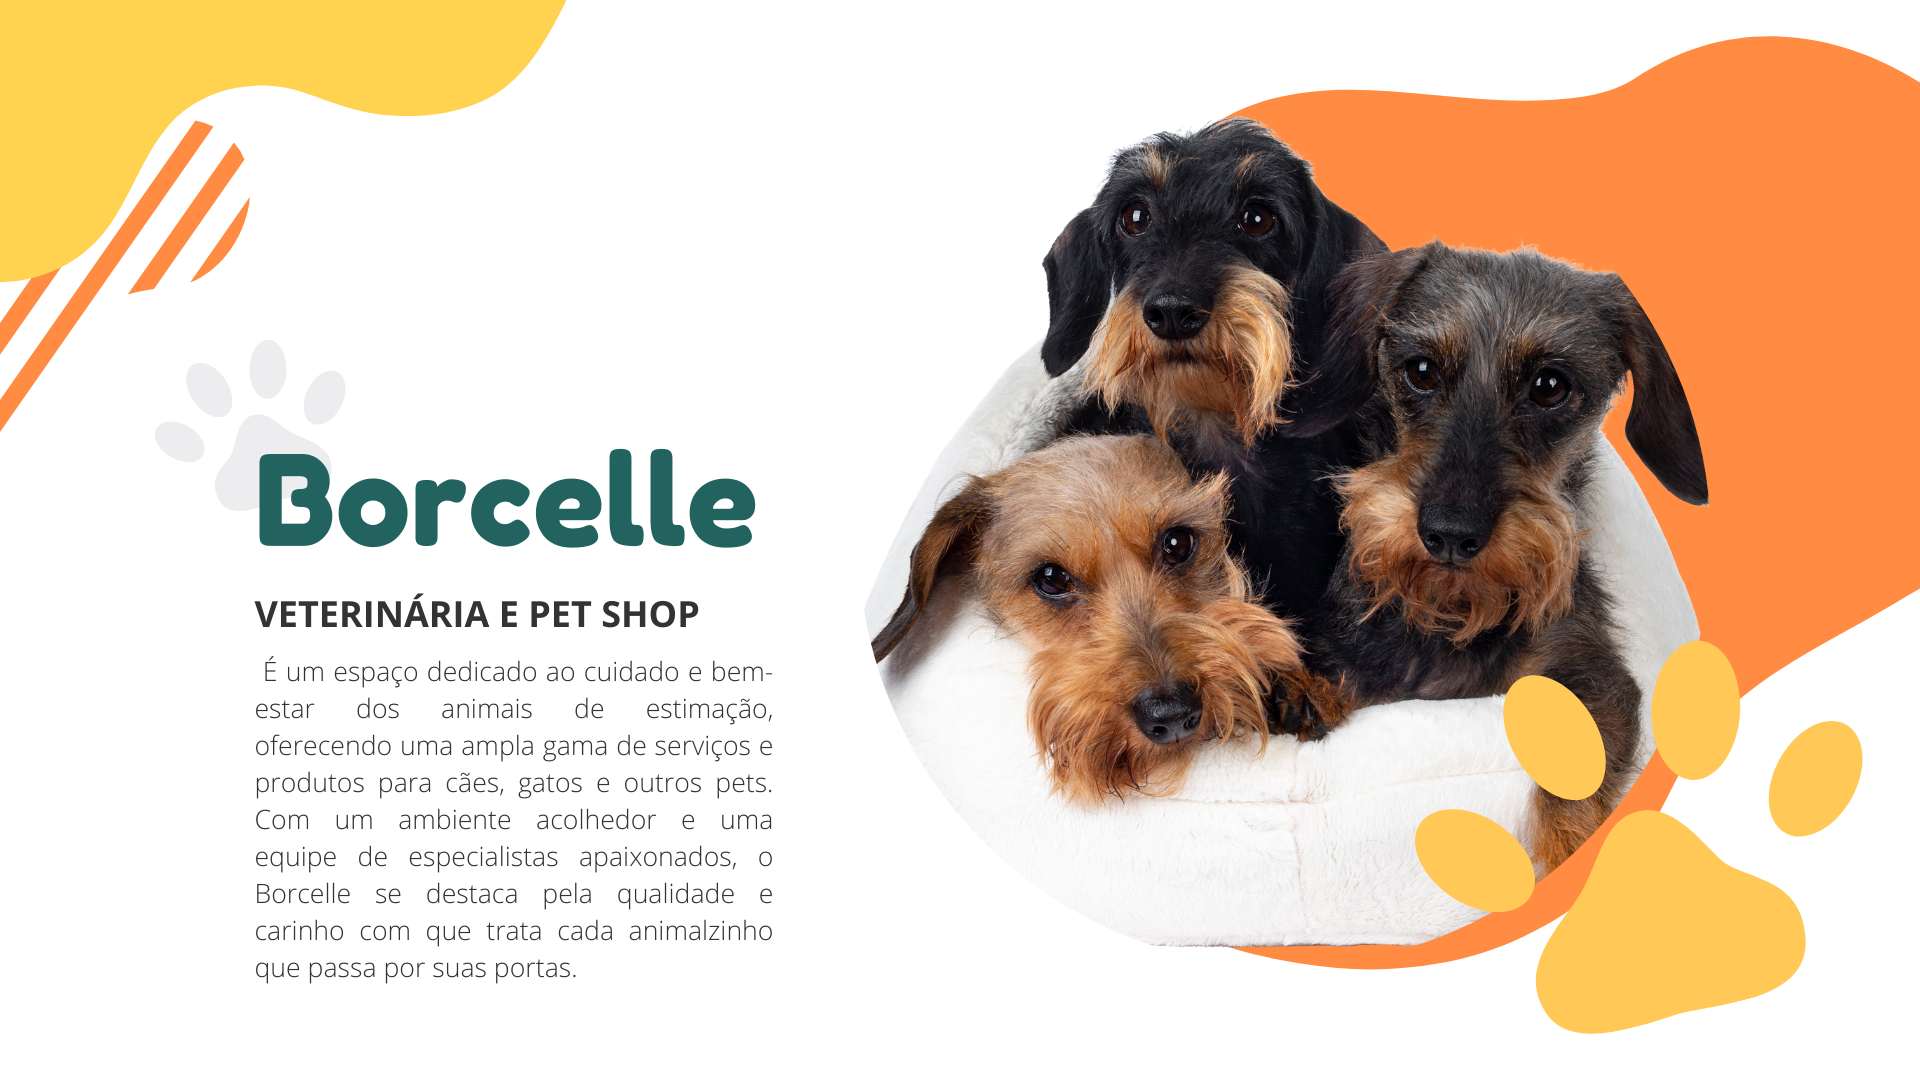 Borcelle
VETERINÁRIA E PET SHOP
É um espaço dedicado ao cuidado e bem-
estar dos animais de estimação,
oferecendo uma ampla gama de serviços e
produtos para cães, gatos e outros pets.
Com um ambiente acolhedor e uma
equipe de especialistas apaixonados, o
Borcelle se destaca pela qualidade e
carinho com que trata cada animalzinho
que passa por suas portas.